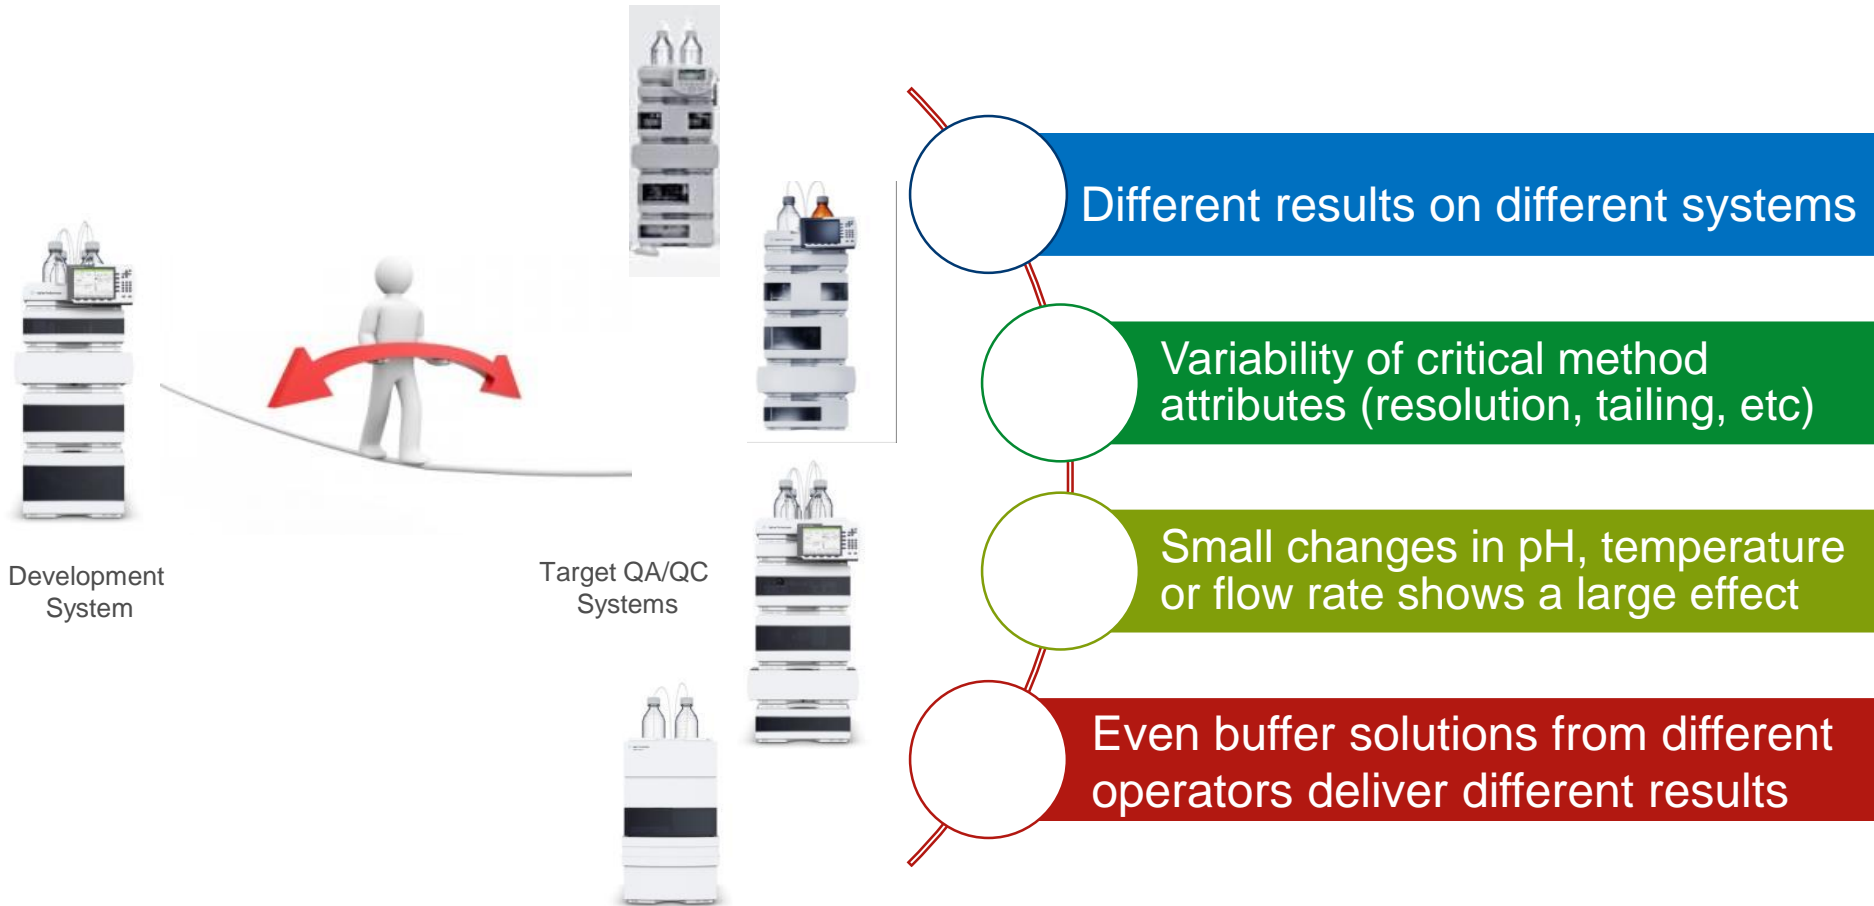 Development
System
Target QA/QC
Systems
Different results on different systems
Variability of critical method
attributes (resolution, tailing, etc)
Small changes in pH, temperature
or flow rate shows a large effect
Even buffer solutions from different
operators deliver different results